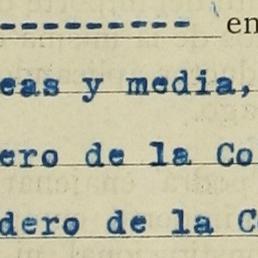 ---------- en
eas y media,
ero de la Co
dero de la C